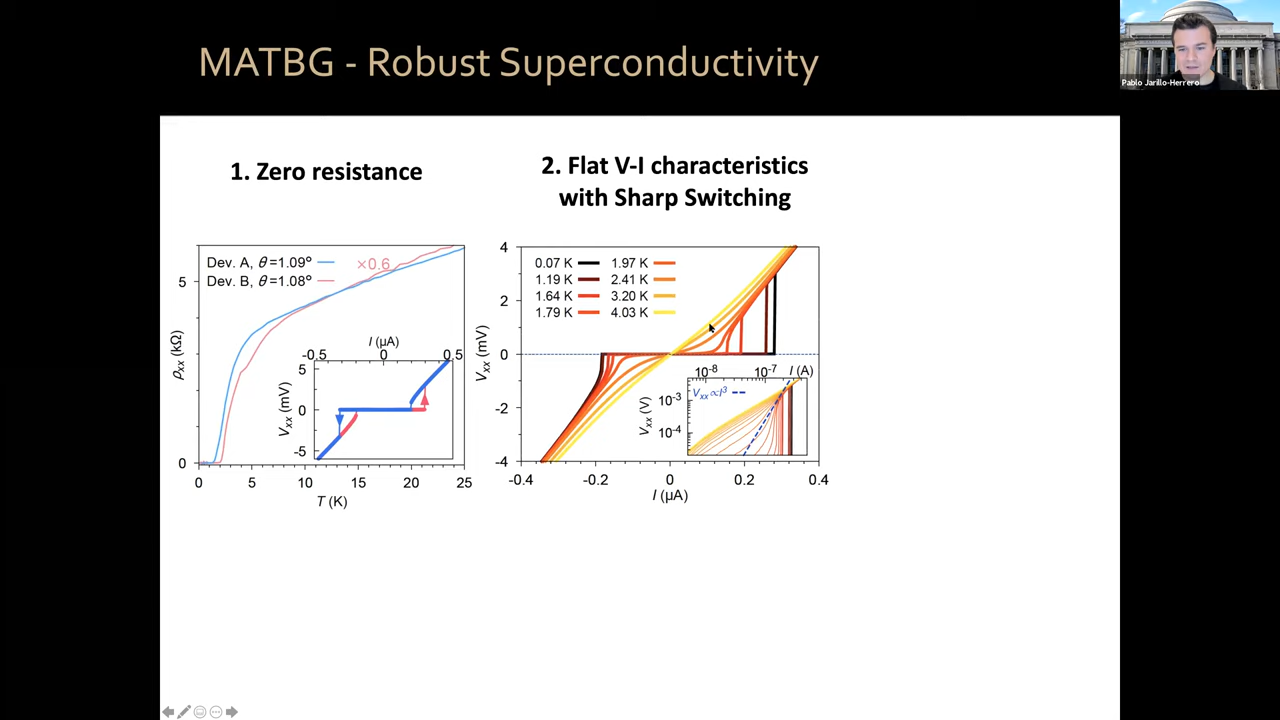 MATBG - Robust Superconductivity
Pablo Jarillo-Herrero
1. Zero resistance
2. Flat V-I characteristics
with Sharp Switching
Dev. A, θ =1.09°
Dev. B, θ =1.08°
×0.6
5
0
ρxx (kΩ)
0 5 10 15 20 25
T (K)
I (μA)
-0.5 0 0.5
5
0
-5
Vxx (mV)
4
2
0
-2
-4
Vxx (mV)
0.07 K 1.97 K
1.19 K 2.41 K
1.64 K 3.20 K
1.79 K 4.03 K
-0.4 -0.2 0 0.2 0.4
I (μA)
10⁻⁸ 10⁻⁷ I (A)
Vxx∝I³
10⁻³
10⁻⁴
Vxx (V)